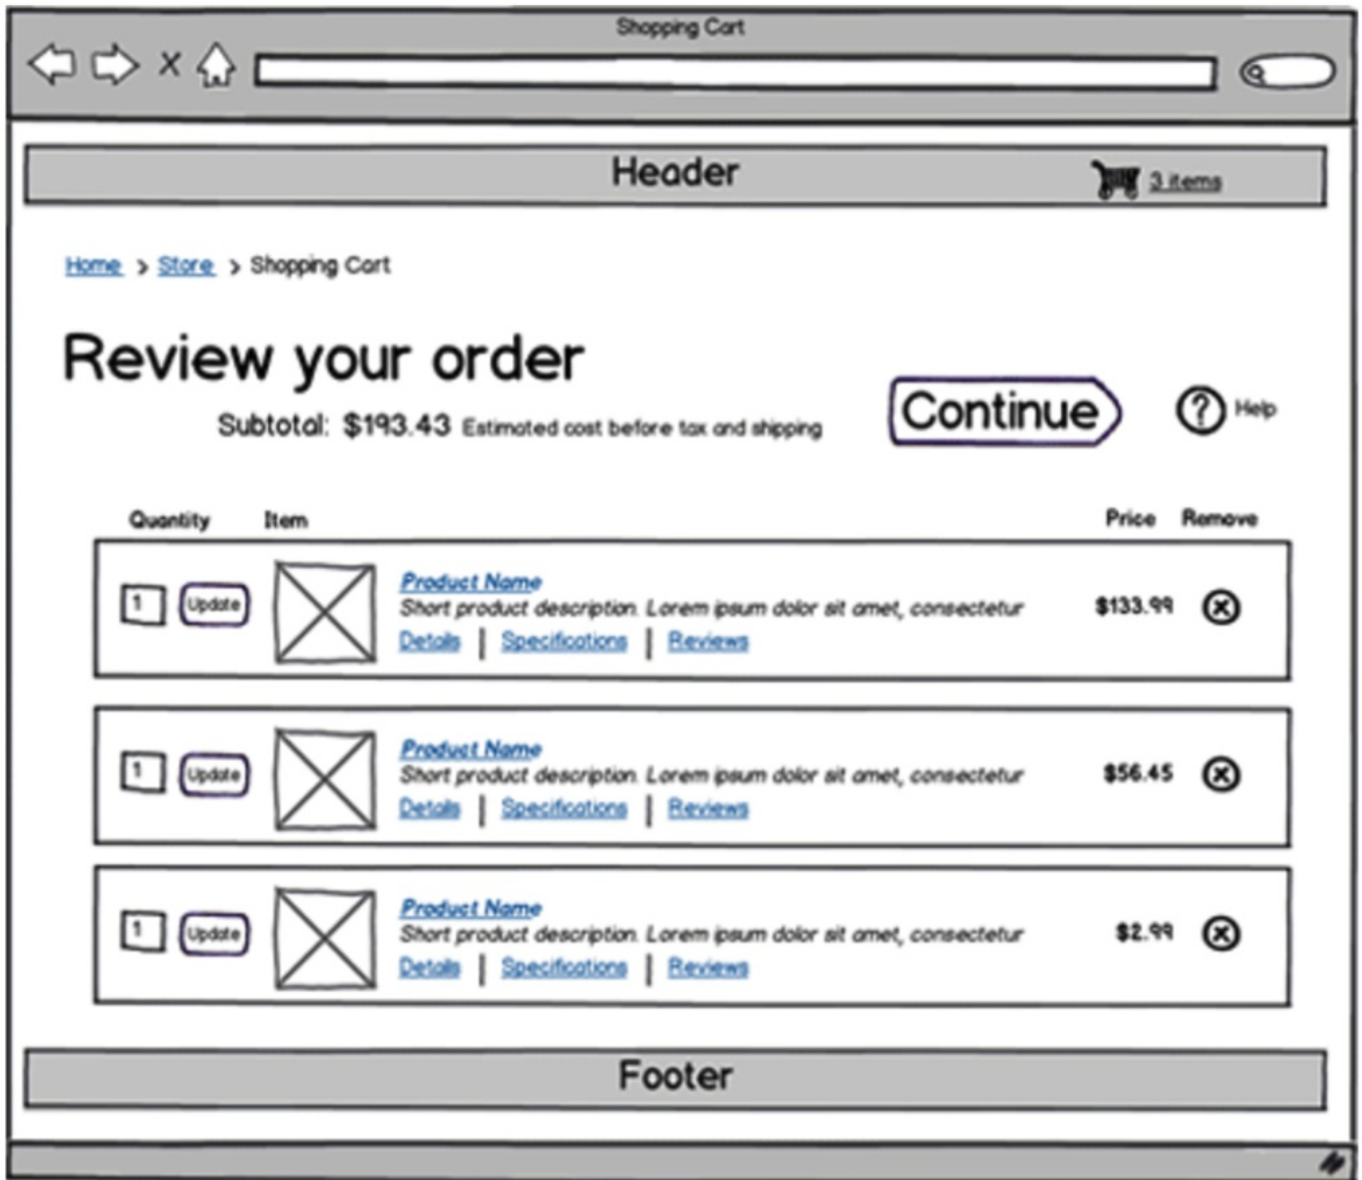 Shopping Cart
X
Header
3 items
Home > Store > Shopping Cart
Review your order
Subtotal: $193.43 Estimated cost before tax and shipping
Continue
? Help
Quantity Item Price Remove
1 Update
Product Name
Short product description. Lorem ipsum dolor sit amet, consectetur
Details | Specifications | Reviews
$133.99
1 Update
Product Name
Short product description. Lorem ipsum dolor sit amet, consectetur
Details | Specifications | Reviews
$56.45
1 Update
Product Name
Short product description. Lorem ipsum dolor sit amet, consectetur
Details | Specifications | Reviews
$2.99
Footer